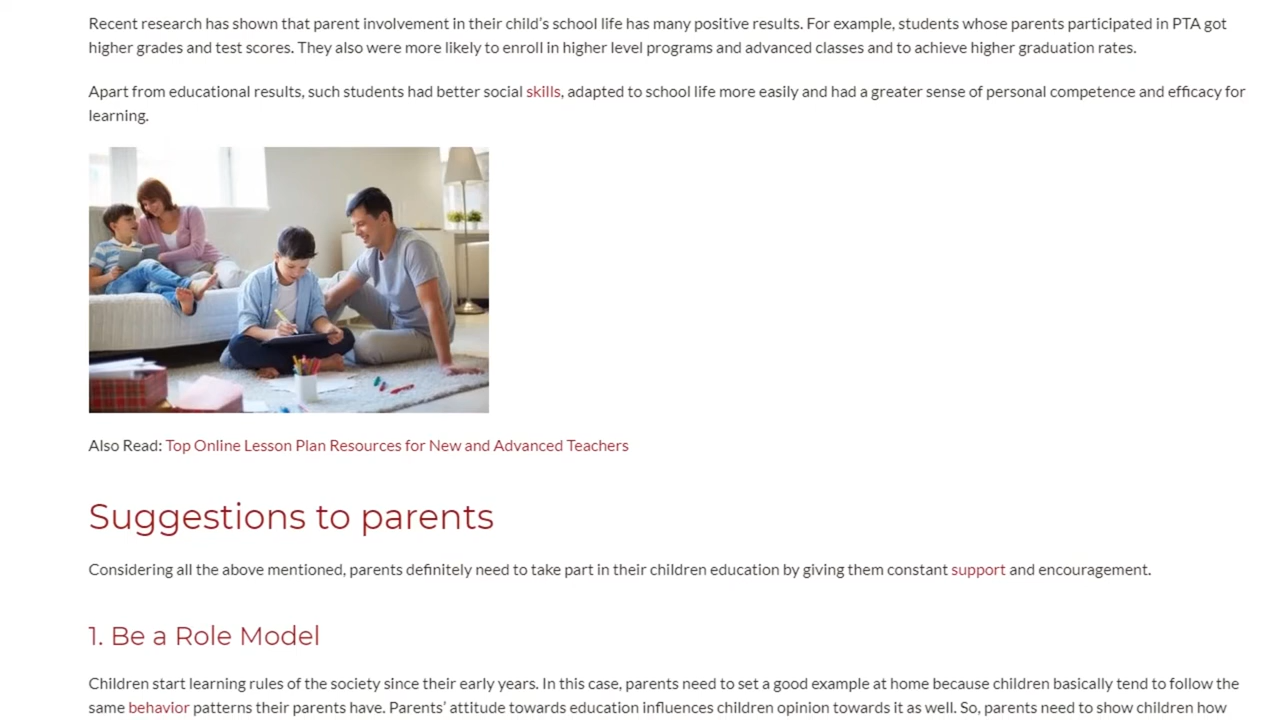 Recent research has shown that parent involvement in their child's school life has many positive results. For example, students whose parents participated in PTA got
higher grades and test scores. They also were more likely to enroll in higher level programs and advanced classes and to achieve higher graduation rates.
Apart from educational results, such students had better social skills, adapted to school life more easily and had a greater sense of personal competence and efficacy for
learning.
Also Read: Top Online Lesson Plan Resources for New and Advanced Teachers
Suggestions to parents
Considering all the above mentioned, parents definitely need to take part in their children education by giving them constant support and encouragement.
1. Be a Role Model
Children start learning rules of the society since their early years. In this case, parents need to set a good example at home because children basically tend to follow the
same behavior patterns their parents have. Parents' attitude towards education influences children opinion towards it as well. So, parents need to show children how